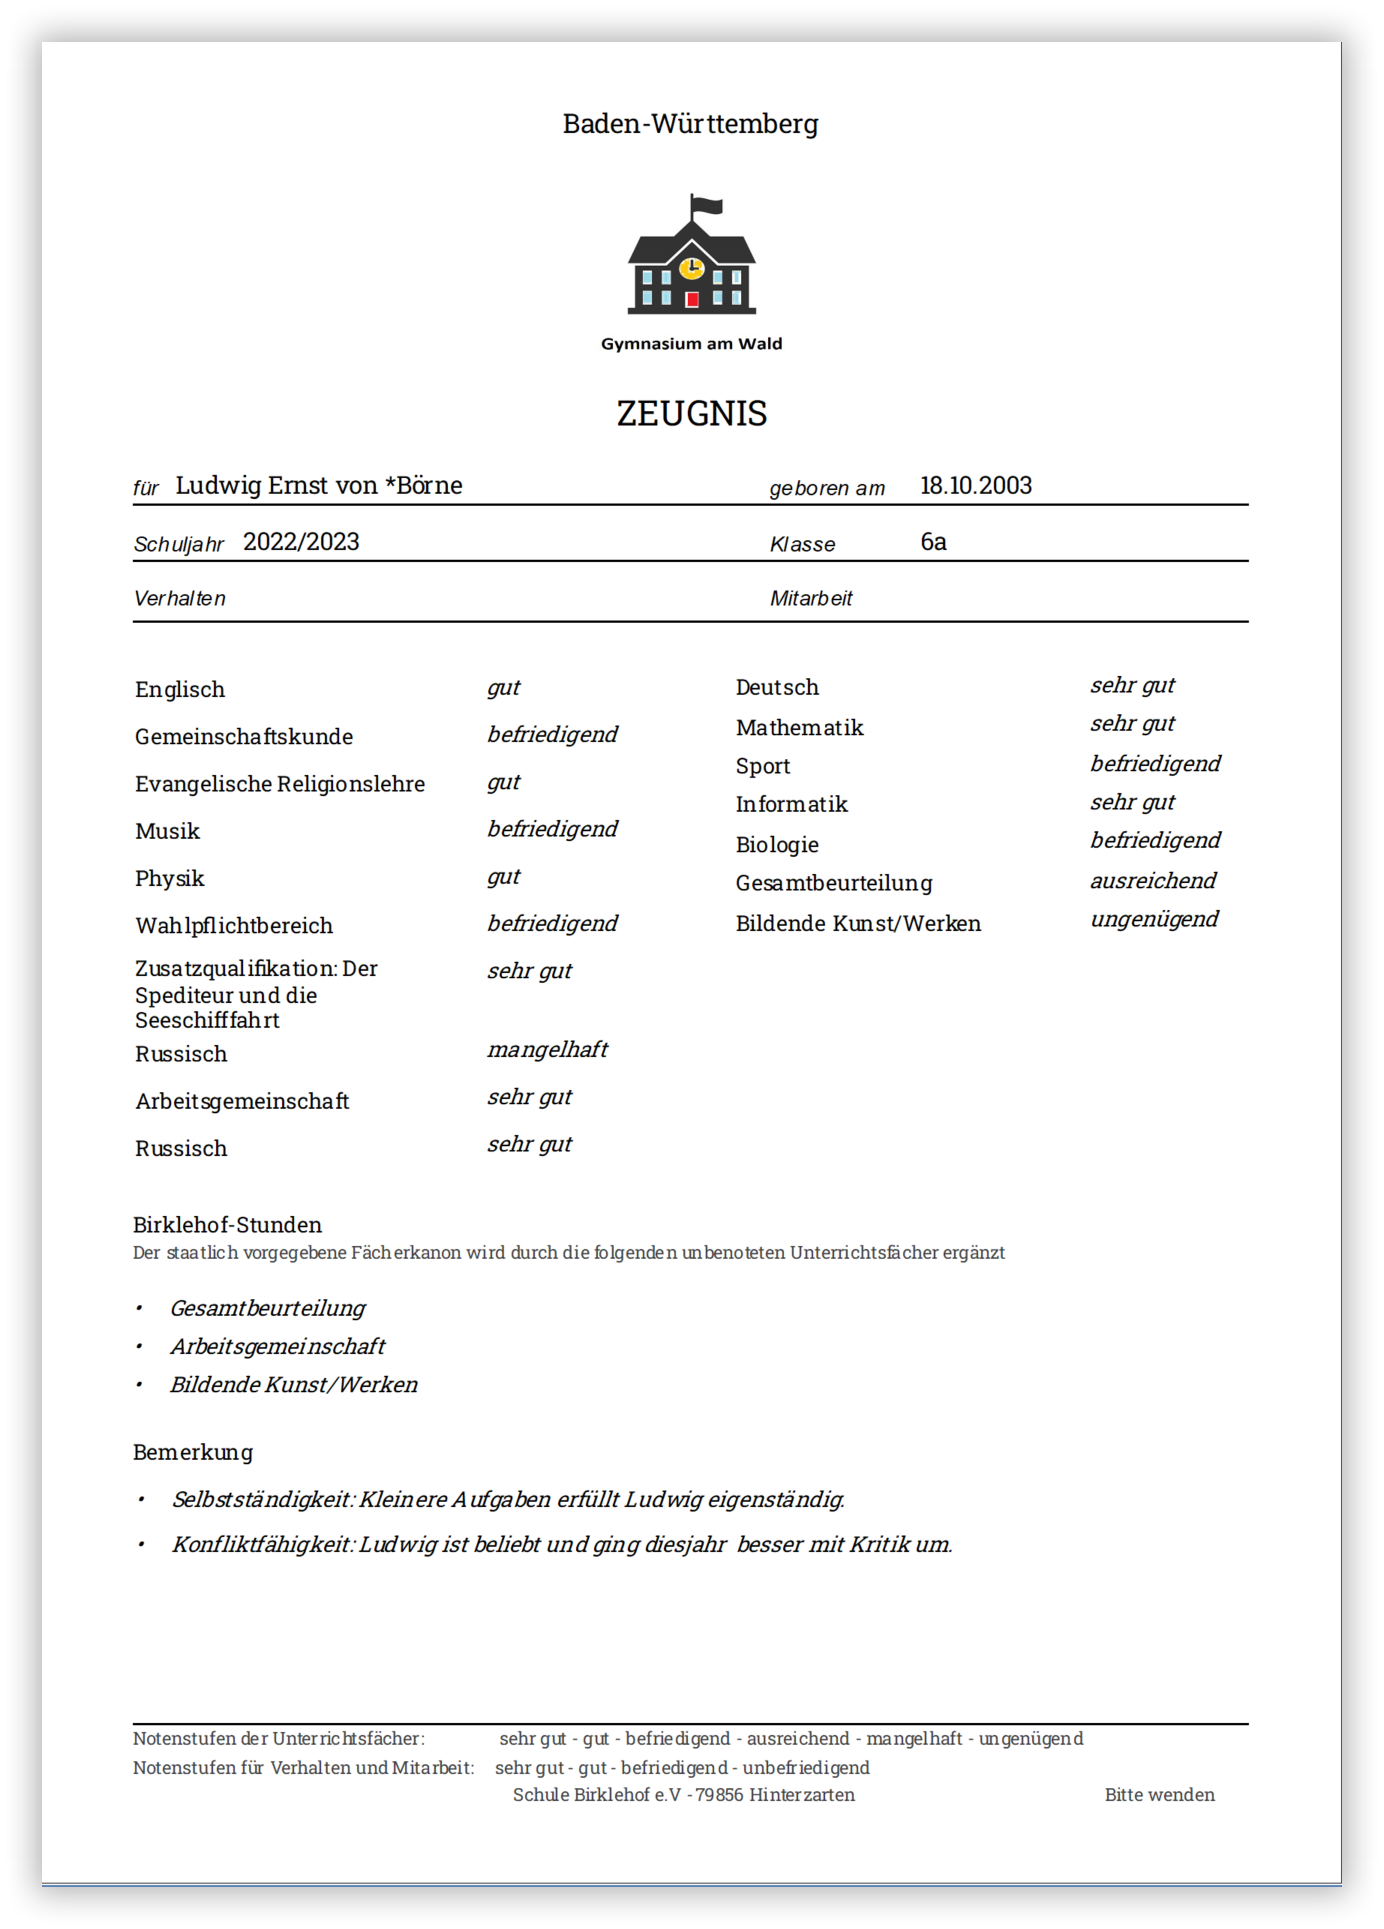 Baden-Württemberg
Gymnasium am Wald
ZEUGNIS
für Ludwig Ernst von *Börne geboren am 18.10.2003
Schuljahr 2022/2023 Klasse 6a
Verhalten Mitarbeit
Englisch gut
Gemeinschaftskunde befriedigend
Evangelische Religionslehre gut
Musik befriedigend
Physik gut
Wahlpflichtbereich befriedigend
Zusatzqualifikation: Der sehr gut
Spediteur und die
Seeschifffahrt
Russisch mangelhaft
Arbeitsgemeinschaft sehr gut
Russisch sehr gut
Deutsch sehr gut
Mathematik sehr gut
Sport befriedigend
Informatik sehr gut
Biologie befriedigend
Gesamtbeurteilung ausreichend
Bildende Kunst/Werken ungenügend
Birklehof-Stunden
Der staatlich vorgegebene Fächerkanon wird durch die folgenden unbenoteten Unterrichtsfächer ergänzt
• Gesamtbeurteilung
• Arbeitsgemeinschaft
• Bildende Kunst/Werken
Bemerkung
• Selbstständigkeit: Kleinere Aufgaben erfüllt Ludwig eigenständig.
• Konfliktfähigkeit: Ludwig ist beliebt und ging diesjahr besser mit Kritik um.
Notenstufen der Unterrichtsfächer: sehr gut - gut - befriedigend - ausreichend - mangelhaft - ungenügend
Notenstufen für Verhalten und Mitarbeit: sehr gut - gut - befriedigend - unbefriedigend
Schule Birklehof e.V - 79856 Hinterzarten Bitte wenden